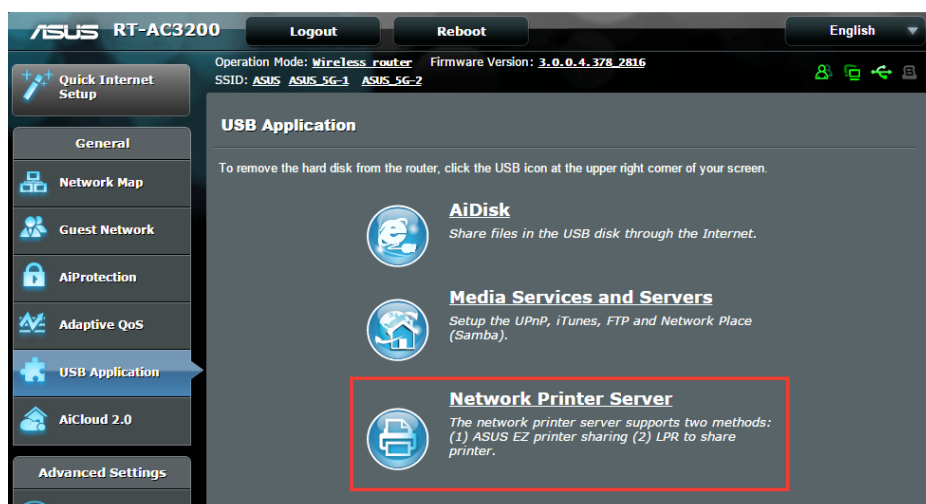 ASUS RT-AC3200 Logout Reboot English
Operation Mode: Wireless router Firmware Version: 3.0.0.4.378_2816
SSID: ASUS ASUS_5G-1 ASUS_5G-2
Quick Internet
Setup
General
Network Map
Guest Network
AiProtection
Adaptive QoS
USB Application
AiCloud 2.0
Advanced Settings
USB Application
To remove the hard disk from the router, click the USB icon at the upper right corner of your screen.
AiDisk
Share files in the USB disk through the Internet.
Media Services and Servers
Setup the UPnP, iTunes, FTP and Network Place
(Samba).
Network Printer Server
The network printer server supports two methods:
(1) ASUS EZ printer sharing (2) LPR to share
printer.